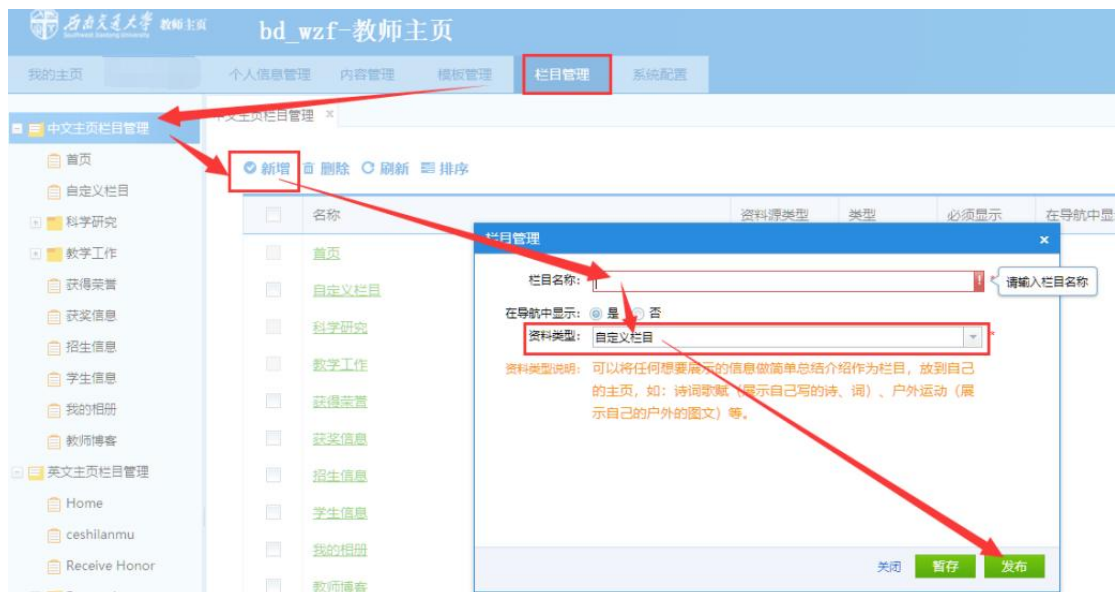 西南交通大学 教师主页
Southwest Jiaotong University
bd_wzf-教师主页
我的主页
个人信息管理
内容管理
模板管理
栏目管理
系统配置
中文主页栏目管理
首页
自定义栏目
科学研究
教学工作
获得荣誉
获奖信息
招生信息
学生信息
我的相册
教师博客
英文主页栏目管理
Home
ceshilanmu
Receive Honor
中文主页栏目管理 ×
新增 删除 刷新 排序
名称 资料源类型 类型 必须显示 在导航中显
首页
自定义栏目
科学研究
教学工作
获得荣誉
获奖信息
招生信息
学生信息
我的相册
教师博客
栏目管理 ×
栏目名称: * 请输入栏目名称
在导航中显示: 是 否
资料类型: 自定义栏目 *
资料类型说明: 可以将任何想要展示的信息做简单总结介绍作为栏目，放到自己
的主页，如：诗词歌赋（展示自己写的诗、词）、户外运动（展
示自己的户外的图文）等。
关闭 暂存 发布